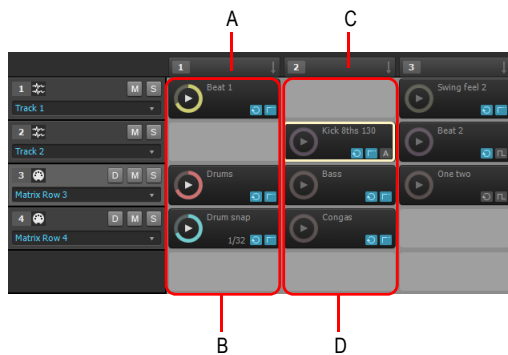 A C
1 2 3
1 M S Beat 1 Swing feel 2
Track 1
2 M S Kick 8ths 130 Beat 2
Track 2 A
3 D M S Drums Bass One two
Matrix Row 3
4 D M S Drum snap Congas
Matrix Row 4 1/32
B D